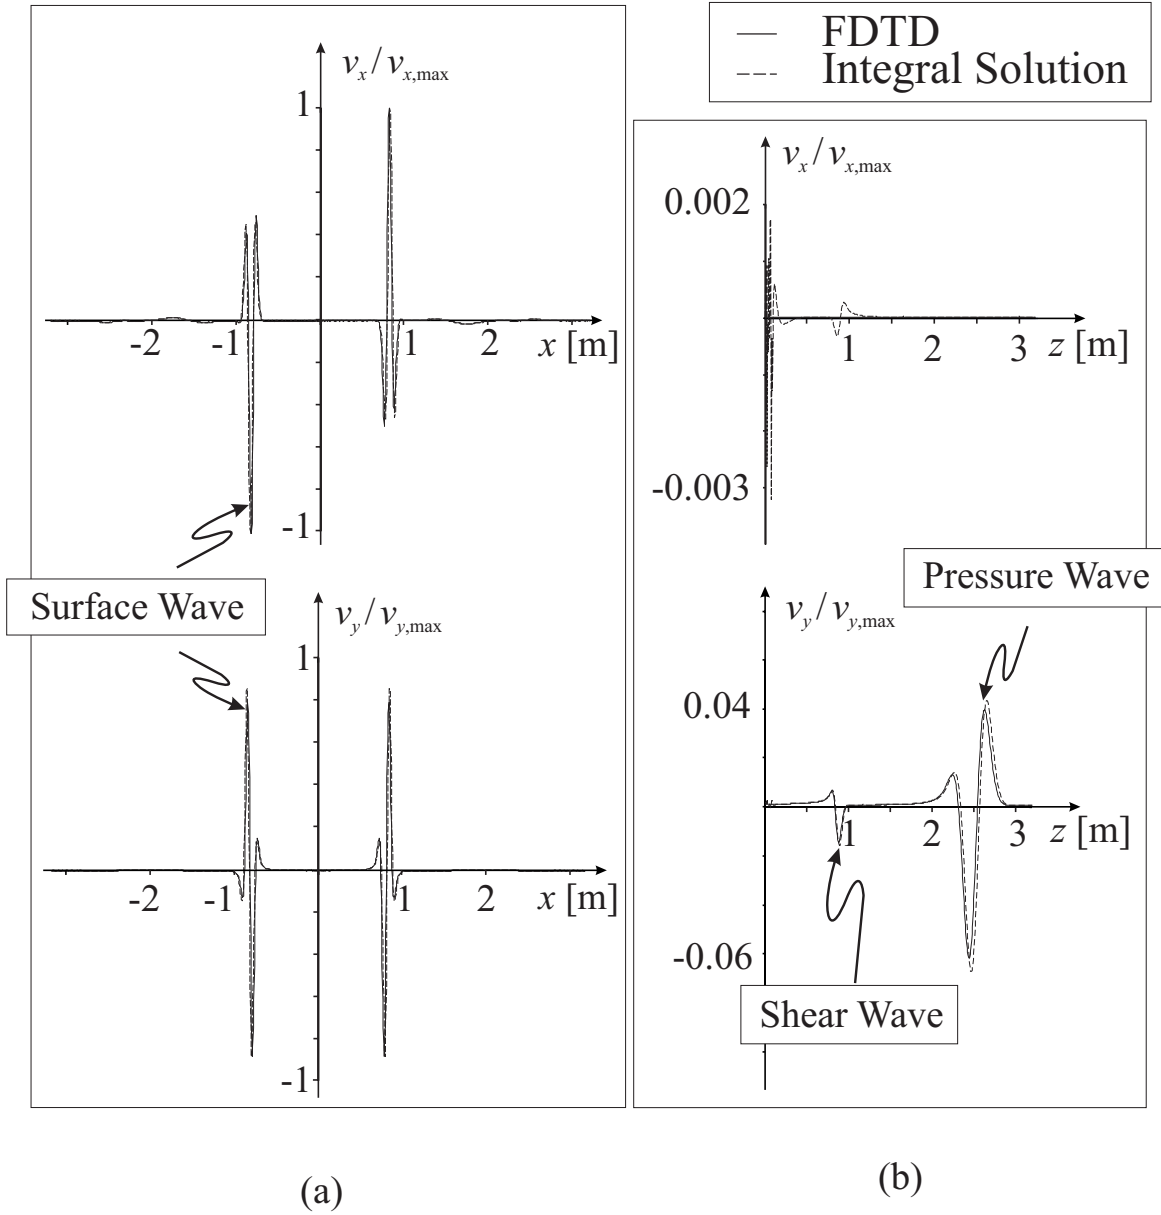 FDTD
Integral Solution
v_x / v_x,max
1
-2
-1
1
2
x [m]
-1
Surface Wave
v_y / v_y,max
1
-2
-1
1
2
x [m]
-1
(a)
v_x / v_x,max
0.002
1
2
3
z [m]
-0.003
Pressure Wave
v_y / v_y,max
0.04
1
2
3
z [m]
-0.06
Shear Wave
(b)